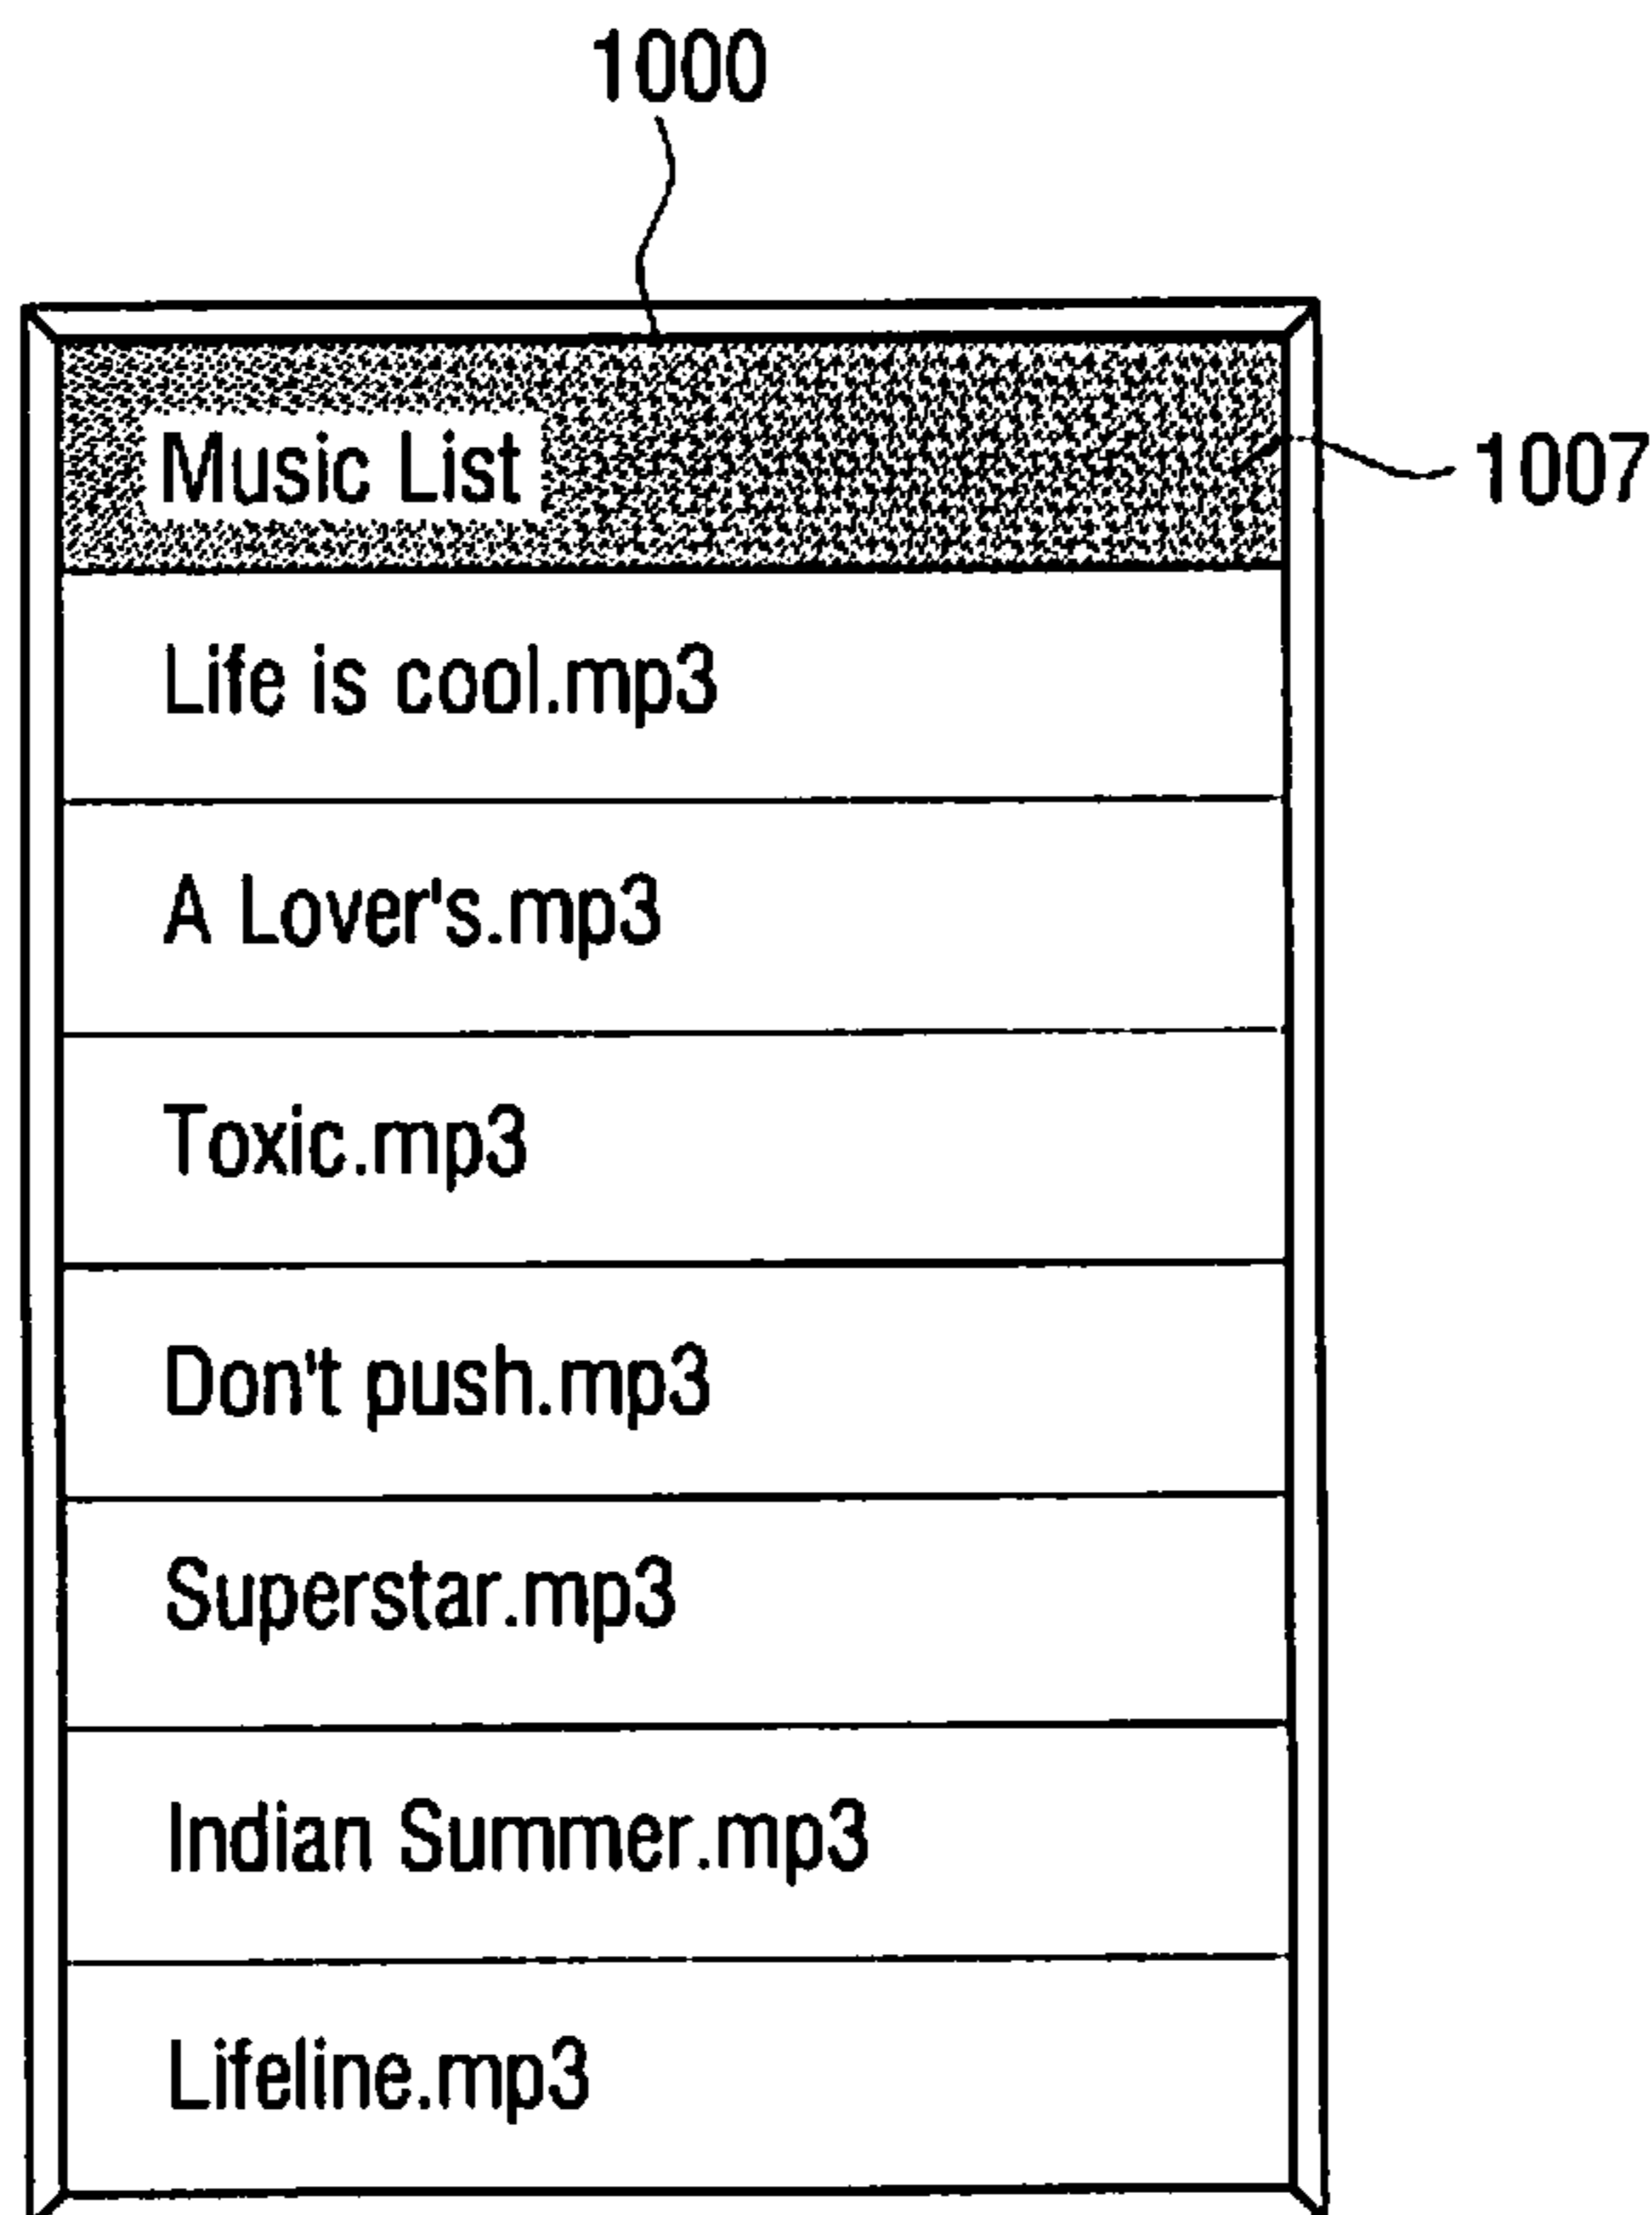 1000
Music List
1007
Life is cool.mp3
A Lover's.mp3
Toxic.mp3
Don't push.mp3
Superstar.mp3
Indian Summer.mp3
Lifeline.mp3